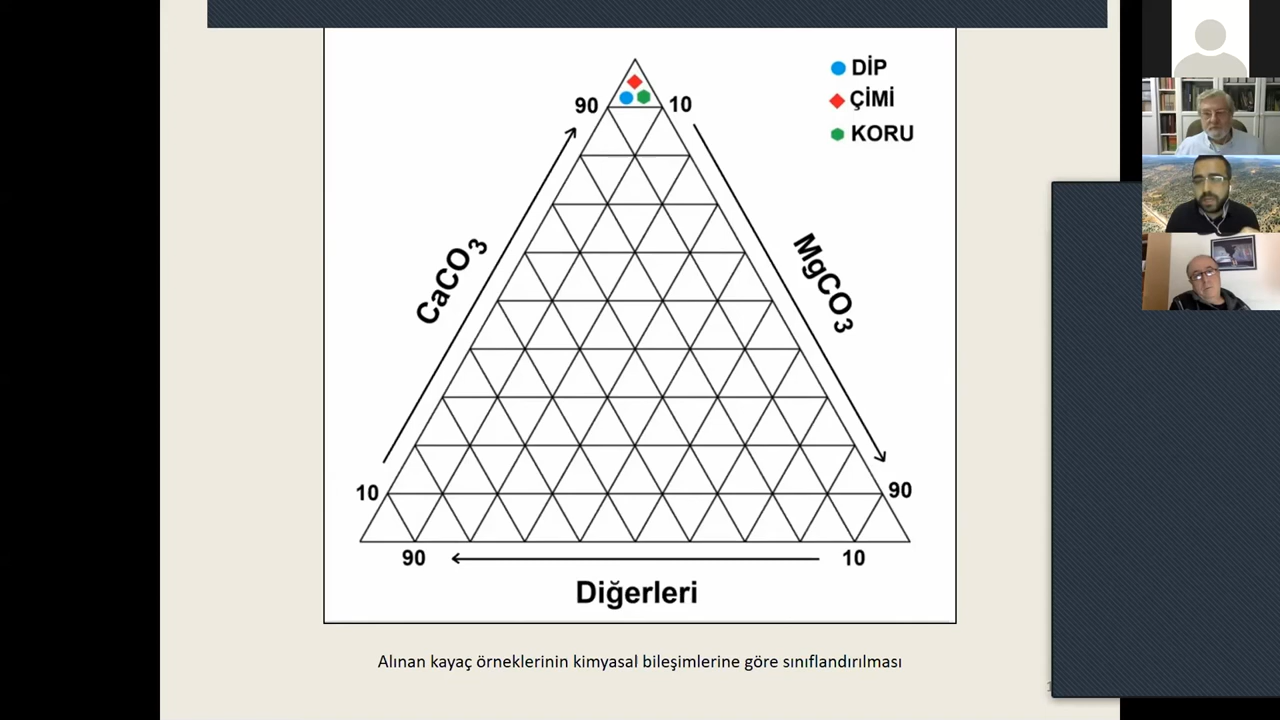 DİP
ÇİMİ
KORU
90
10
CaCO3
MgCO3
10
90
90
10
Diğerleri
Alınan kayaç örneklerinin kimyasal bileşimlerine göre sınıflandırılması